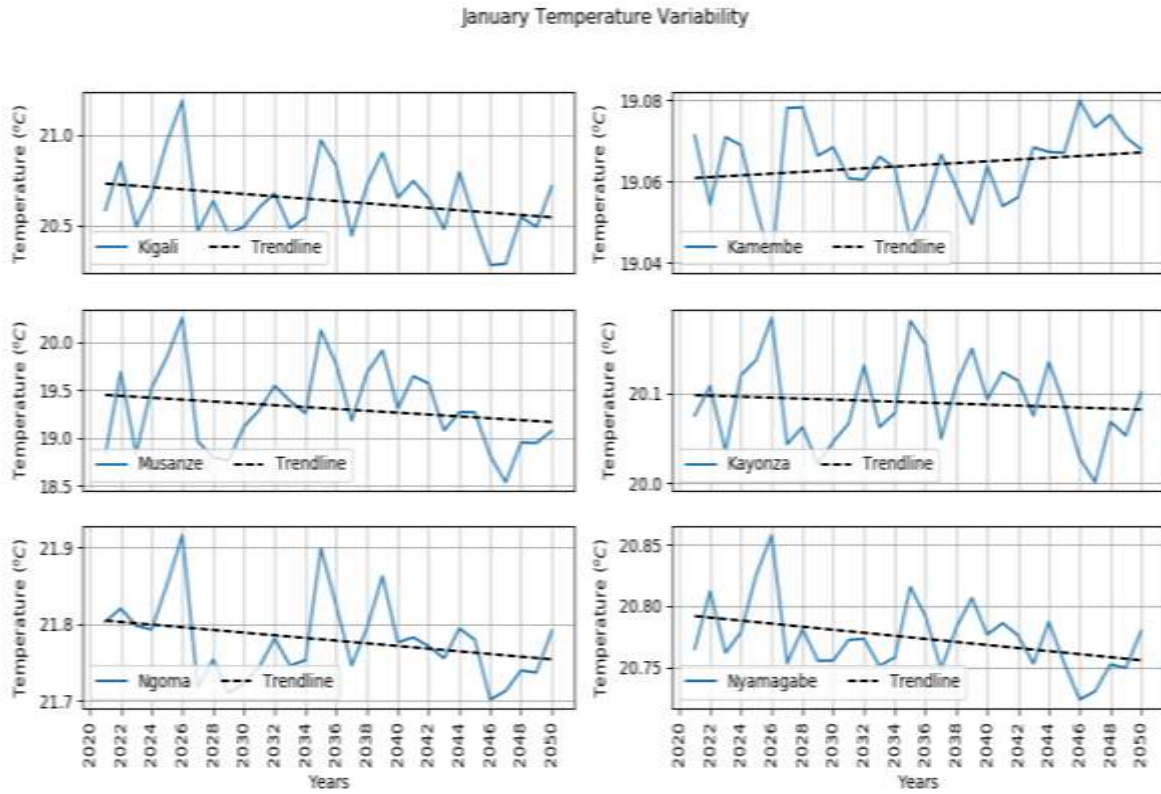 January Temperature Variability
Temperature (°C)
21.0
20.5
Kigali Trendline
Temperature (°C)
19.08
19.06
19.04
Kamembe Trendline
Temperature (°C)
20.0
19.5
19.0
18.5
Musanze Trendline
Temperature (°C)
20.1
20.0
Kayonza Trendline
Temperature (°C)
21.9
21.8
21.7
Ngoma Trendline
2020 2022 2024 2026 2028 2030 2032 2034 2036 2038 2040 2042 2044 2046 2048 2050
Years
Temperature (°C)
20.85
20.80
20.75
Nyamagabe Trendline
2020 2022 2024 2026 2028 2030 2032 2034 2036 2038 2040 2042 2044 2046 2048 2050
Years